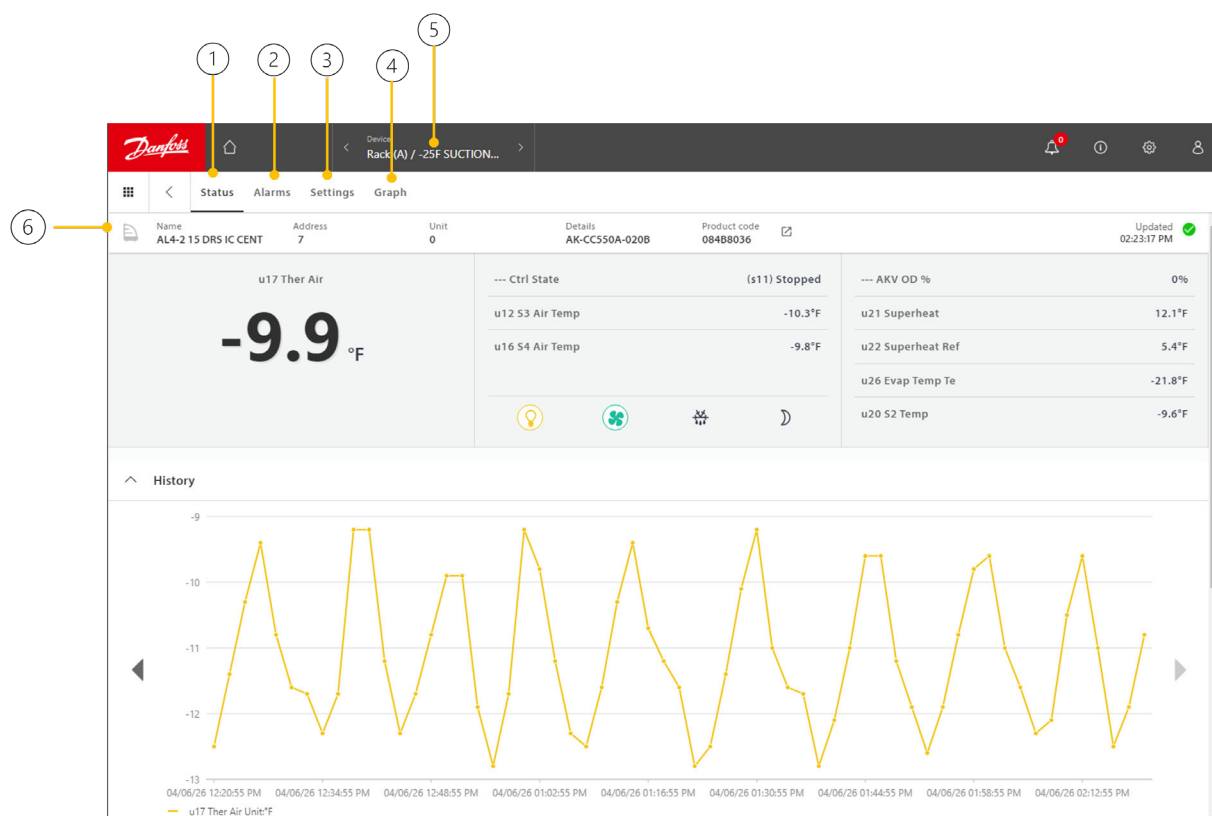 5
1
2
3
4
Danfoss
Device
Rack (A) / -25F SUCTION...
0
Status Alarms Settings Graph
6
Name Address Unit Details Product code Updated
AL4-2 15 DRS IC CENT 7 0 AK-CC550A-020B 084B8036 02:23:17 PM
u17 Ther Air --- Ctrl State (s11) Stopped --- AKV OD % 0%
u12 S3 Air Temp -10.3°F u21 Superheat 12.1°F
-9.9 °F
u16 S4 Air Temp -9.8°F u22 Superheat Ref 5.4°F
u26 Evap Temp Te -21.8°F
u20 S2 Temp -9.6°F
History
-9
-10
-11
-12
-13
04/06/26 12:20:55 PM 04/06/26 12:34:55 PM 04/06/26 12:48:55 PM 04/06/26 01:02:55 PM 04/06/26 01:16:55 PM 04/06/26 01:30:55 PM 04/06/26 01:44:55 PM 04/06/26 01:58:55 PM 04/06/26 02:12:55 PM
u17 Ther Air Unit:°F